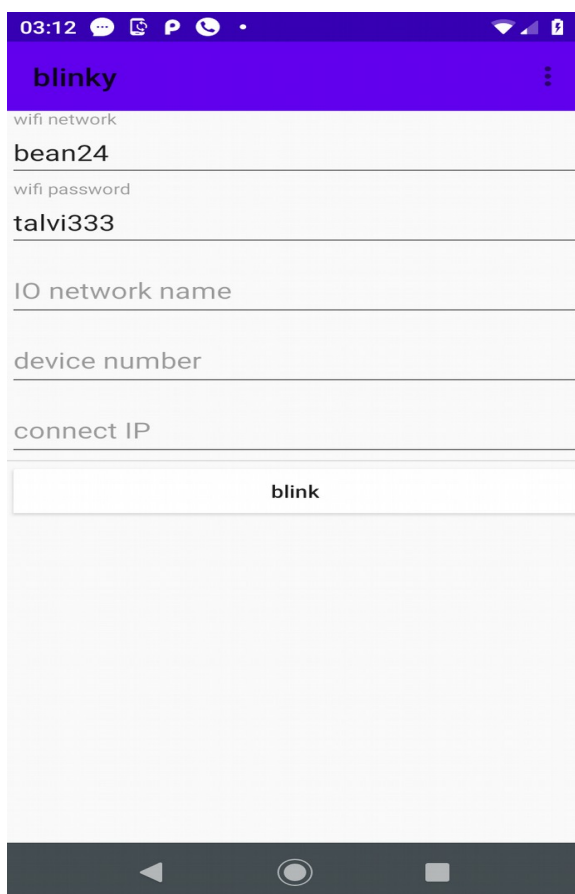 03:12
blinky
wifi network
bean24
wifi password
talvi333
IO network name
device number
connect IP
blink